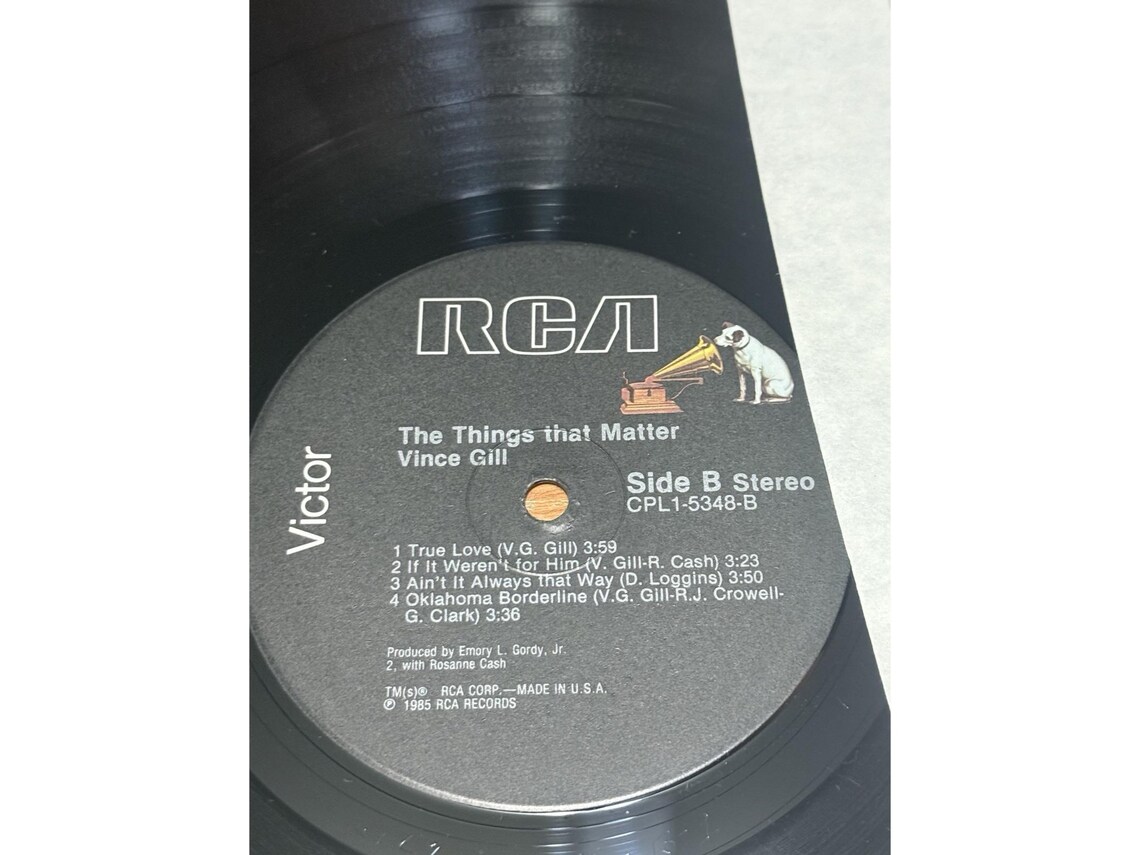 RCA
Victor
The Things that Matter
Vince Gill
Side B Stereo
CPL1-5348-B
1 True Love (V.G. Gill) 3:59
2 If It Weren't for Him (V. Gill-R. Cash) 3:23
3 Ain't It Always that Way (D. Loggins) 3:50
4 Oklahoma Borderline (V.G. Gill-R.J. Crowell-
G. Clark) 3:36
Produced by Emory L. Gordy, Jr.
2, with Rosanne Cash
TM(s)® RCA CORP.—MADE IN U.S.A.
℗ 1985 RCA RECORDS